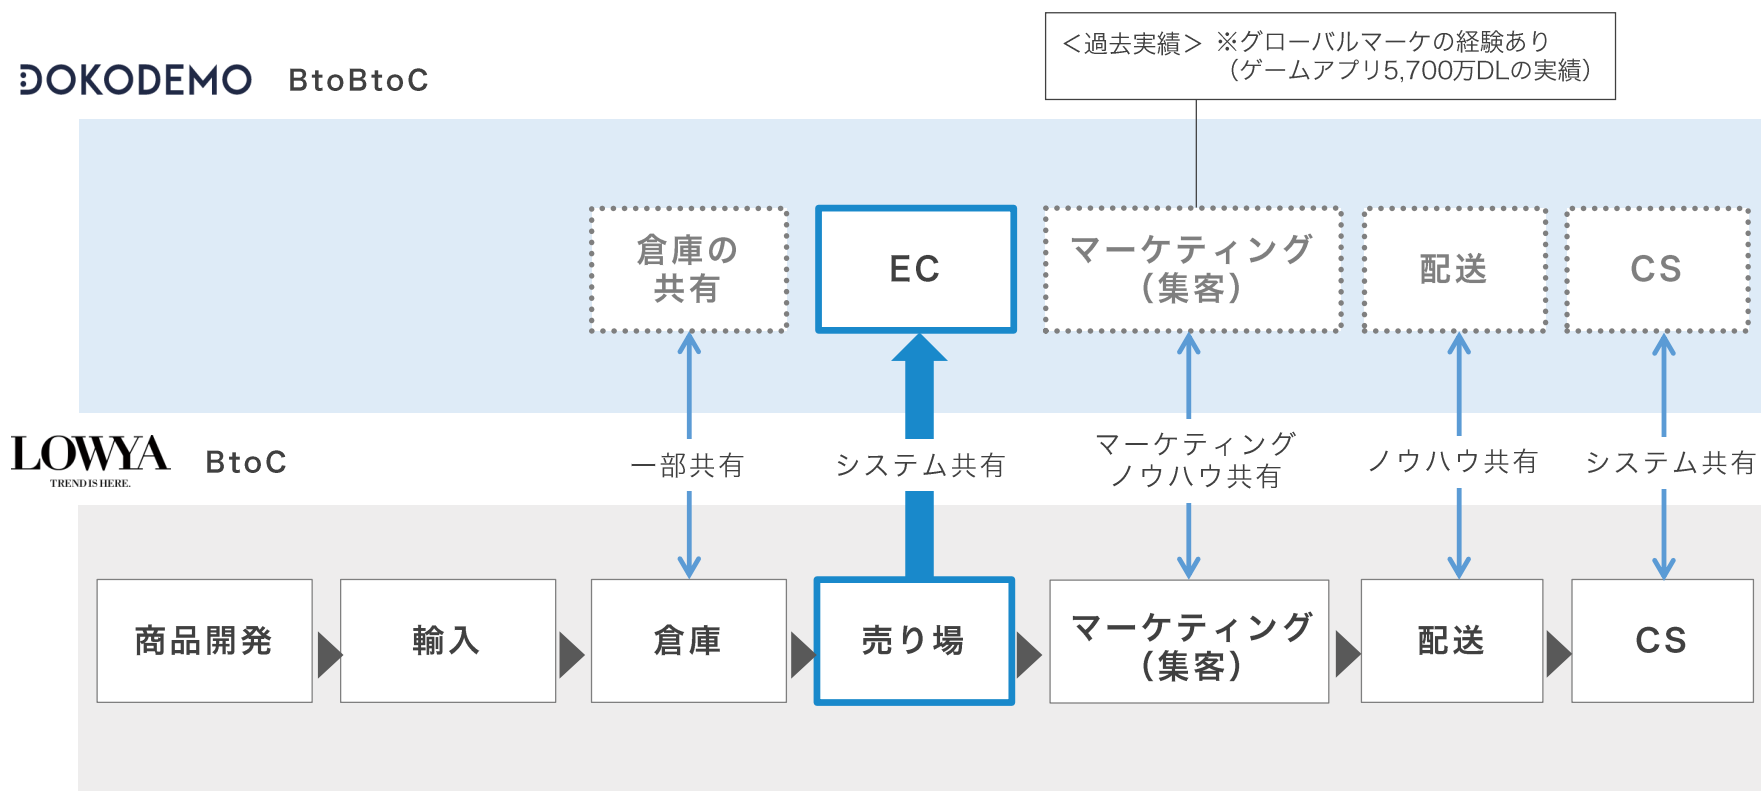 ＜過去実績＞ ※グローバルマーケの経験あり
（ゲームアプリ5,700万DLの実績）
DOKODEMO BtoBtoC
倉庫の
共有
EC
マーケティング
（集客）
配送
CS
LOWYA
TREND IS HERE.
BtoC
一部共有
システム共有
マーケティング
ノウハウ共有
ノウハウ共有
システム共有
商品開発
輸入
倉庫
売り場
マーケティング
（集客）
配送
CS